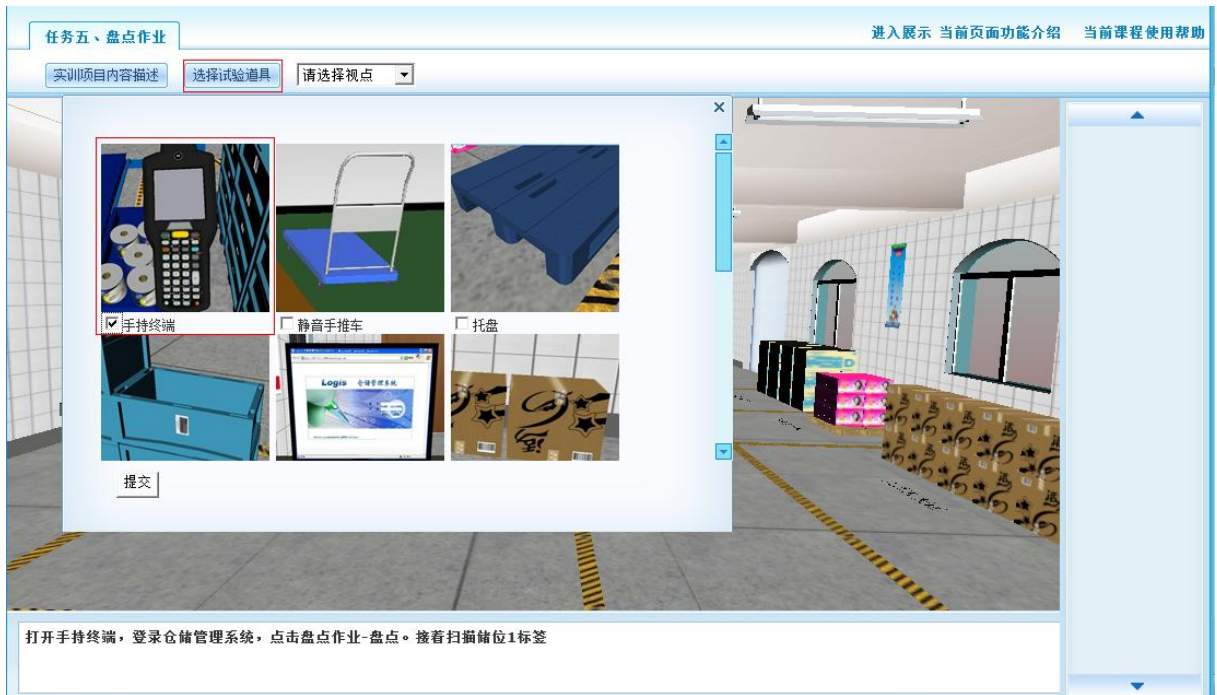 任务五、盘点作业
进入展示 当前页面功能介绍 当前课程使用帮助
实训项目内容描述 选择试验道具 请选择视点
手持终端 静音手推车 托盘
Logis 仓储管理系统
提交
打开手持终端，登录仓储管理系统，点击盘点作业-盘点。接着扫描储位1标签